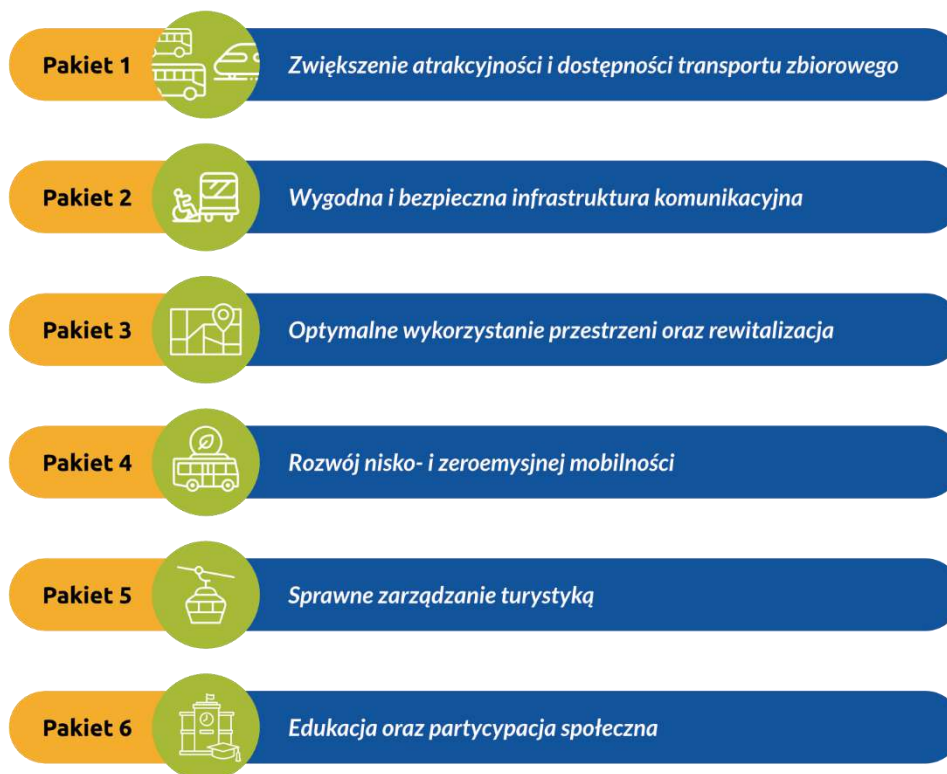 Pakiet 1 Zwiększenie atrakcyjności i dostępności transportu zbiorowego
Pakiet 2 Wygodna i bezpieczna infrastruktura komunikacyjna
Pakiet 3 Optymalne wykorzystanie przestrzeni oraz rewitalizacja
Pakiet 4 Rozwój nisko- i zeroemysjnej mobilności
Pakiet 5 Sprawne zarządzanie turystyką
Pakiet 6 Edukacja oraz partycypacja społeczna